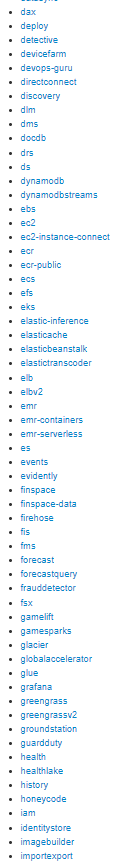 dax
deploy
detective
devicefarm
devops-guru
directconnect
discovery
dlm
dms
docdb
drs
ds
dynamodb
dynamodbstreams
ebs
ec2
ec2-instance-connect
ecr
ecr-public
ecs
efs
eks
elastic-inference
elasticache
elasticbeanstalk
elastictranscoder
elb
elbv2
emr
emr-containers
emr-serverless
es
events
evidently
finspace
finspace-data
firehose
fis
fms
forecast
forecastquery
frauddetector
fsx
gamelift
gamesparks
glacier
globalaccelerator
glue
grafana
greengrass
greengrassv2
groundstation
guardduty
health
healthlake
history
honeycode
iam
identitystore
imagebuilder
importexport